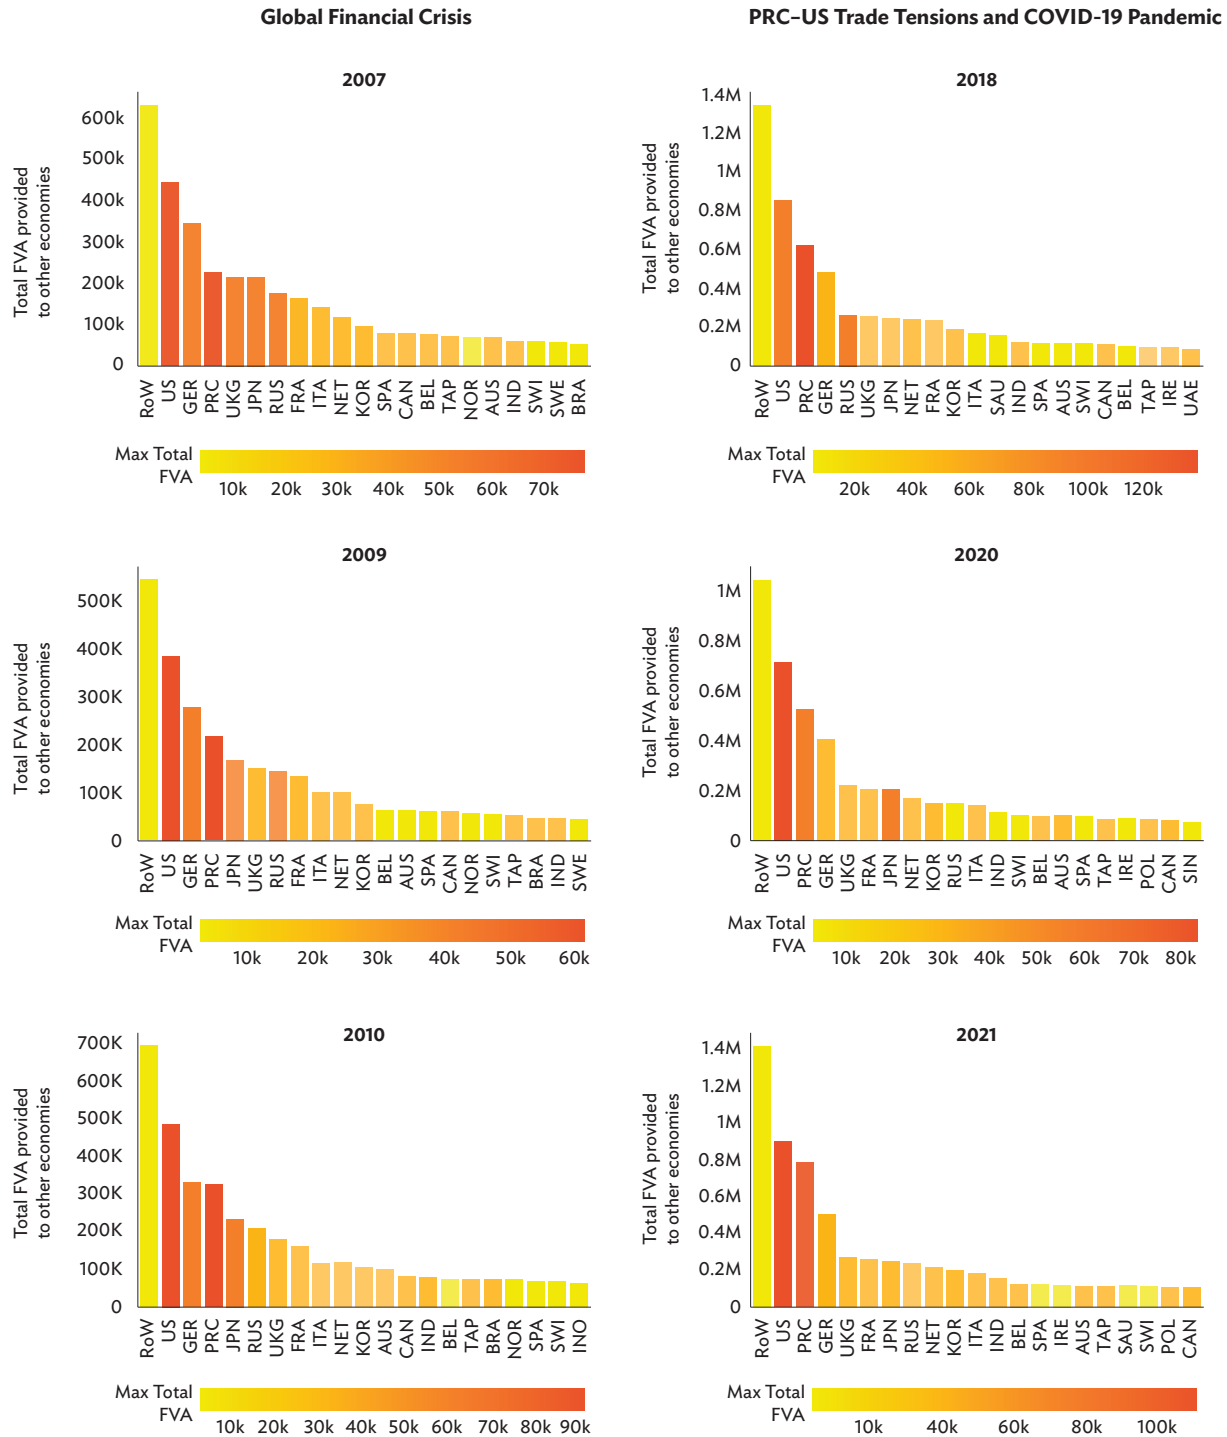 Global Financial Crisis
PRC–US Trade Tensions and COVID-19 Pandemic
2007
Total FVA provided
to other economies
600k
500k
400k
300k
200k
100k
0
RoW US GER PRC UKG JPN RUS FRA ITA NET KOR SPA CAN BEL TAP NOR AUS IND SWI SWE BRA
Max Total
FVA
10k 20k 30k 40k 50k 60k 70k
2018
Total FVA provided
to other economies
1.4M
1.2M
1M
0.8M
0.6M
0.4M
0.2M
0
RoW US PRC GER RUS UKG JPN NET FRA KOR ITA SAU IND SPA AUS SWI CAN BEL TAP IRE UAE
Max Total
FVA
20k 40k 60k 80k 100k 120k
2009
Total FVA provided
to other economies
500K
400K
300K
200K
100K
0
RoW US GER PRC JPN UKG RUS FRA ITA NET KOR BEL AUS SPA CAN NOR SWI TAP BRA IND SWE
Max Total
FVA
10k 20k 30k 40k 50k 60k
2020
Total FVA provided
to other economies
1M
0.8M
0.6M
0.4M
0.2M
0
RoW US PRC GER UKG FRA JPN NET KOR RUS ITA IND SWI BEL AUS SPA TAP IRE POL CAN SIN
Max Total
FVA
10k 20k 30k 40k 50k 60k 70k 80k
2010
Total FVA provided
to other economies
700K
600K
500K
400K
300K
200K
100K
0
RoW US GER PRC JPN RUS UKG FRA ITA NET KOR AUS CAN IND BEL TAP BRA NOR SPA SWI INO
Max Total
FVA
10k 20k 30k 40k 60k 70k 80k 90k
2021
Total FVA provided
to other economies
1.4M
1.2M
1M
0.8M
0.6M
0.4M
0.2M
0
RoW US PRC GER UKG FRA JPN RUS NET KOR ITA IND BEL SPA IRE AUS TAP SAU SWI POL CAN
Max Total
FVA
10k 40k 60k 80k 100k